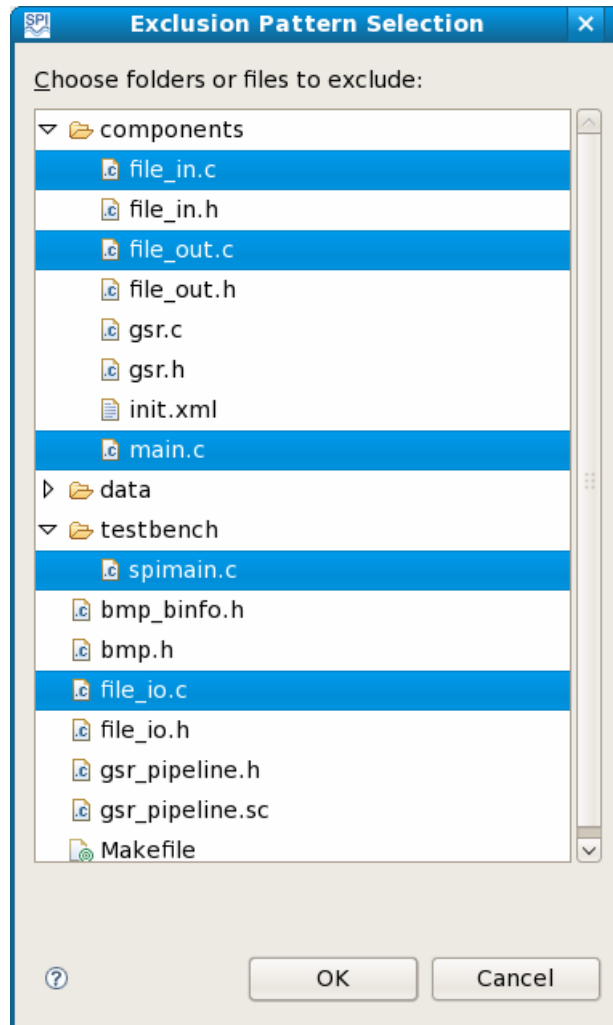 SPI
Exclusion Pattern Selection
Choose folders or files to exclude:
components
.c file_in.c
.c file_in.h
.c file_out.c
.c file_out.h
.c gsr.c
.c gsr.h
init.xml
.c main.c
data
testbench
.c spimain.c
.c bmp_binfo.h
.c bmp.h
.c file_io.c
.c file_io.h
.c gsr_pipeline.h
.c gsr_pipeline.sc
Makefile
? OK Cancel